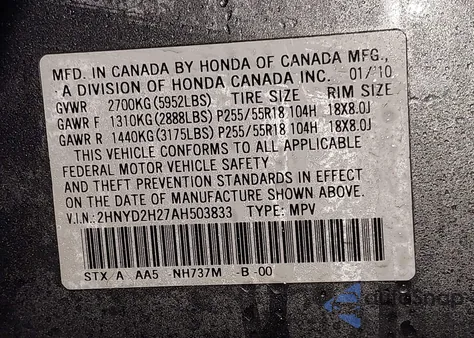 MFD. IN CANADA BY HONDA OF CANADA MFG.,
A DIVISION OF HONDA CANADA INC. 01/10
GVWR 2700KG(5952LBS) TIRE SIZE RIM SIZE
GAWR F 1310KG(2888LBS) P255/55R18 104H 18X8.0J
GAWR R 1440KG(3175LBS) P255/55R18 104H 18X8.0J
THIS VEHICLE CONFORMS TO ALL APPLICABLE
FEDERAL MOTOR VEHICLE SAFETY
AND THEFT PREVENTION STANDARDS IN EFFECT
ON THE DATE OF MANUFACTURE SHOWN ABOVE.
V.I.N.:2HNYD2H27AH503833 TYPE: MPV
STX A AA5 NH737M -B -00
autosnap